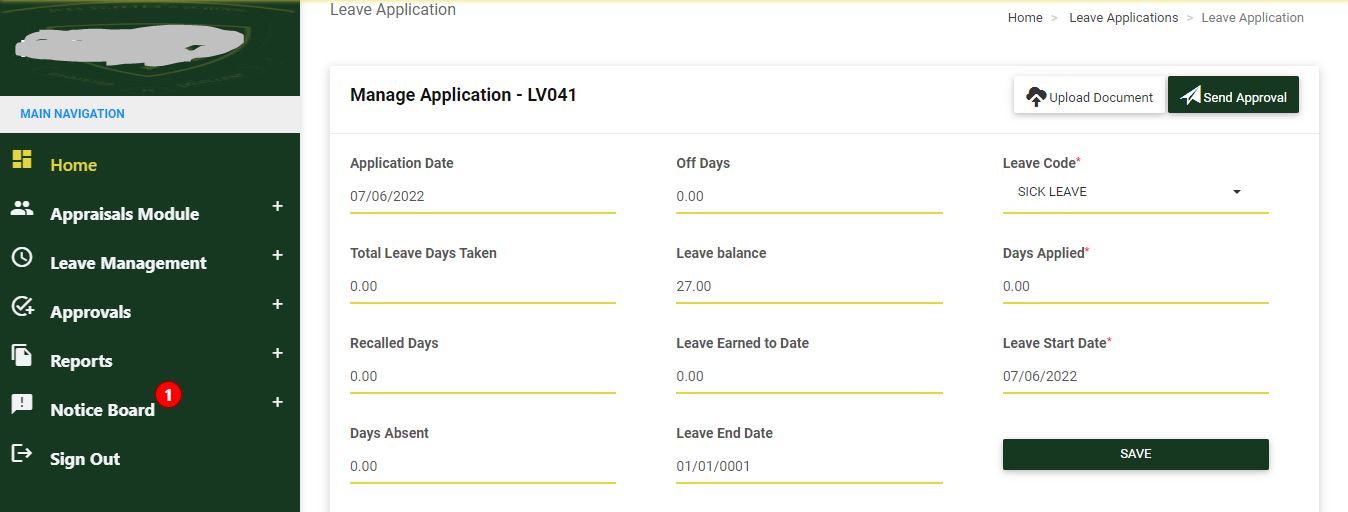 Leave Application
Home > Leave Applications > Leave Application
MAIN NAVIGATION
Home
Appraisals Module +
Leave Management +
Approvals +
Reports +
Notice Board 1 +
Sign Out
Manage Application - LV041
Upload Document
Send Approval
Application Date
07/06/2022
Off Days
0.00
Leave Code*
SICK LEAVE
Total Leave Days Taken
0.00
Leave balance
27.00
Days Applied*
0.00
Recalled Days
0.00
Leave Earned to Date
0.00
Leave Start Date*
07/06/2022
Days Absent
0.00
Leave End Date
01/01/0001
SAVE